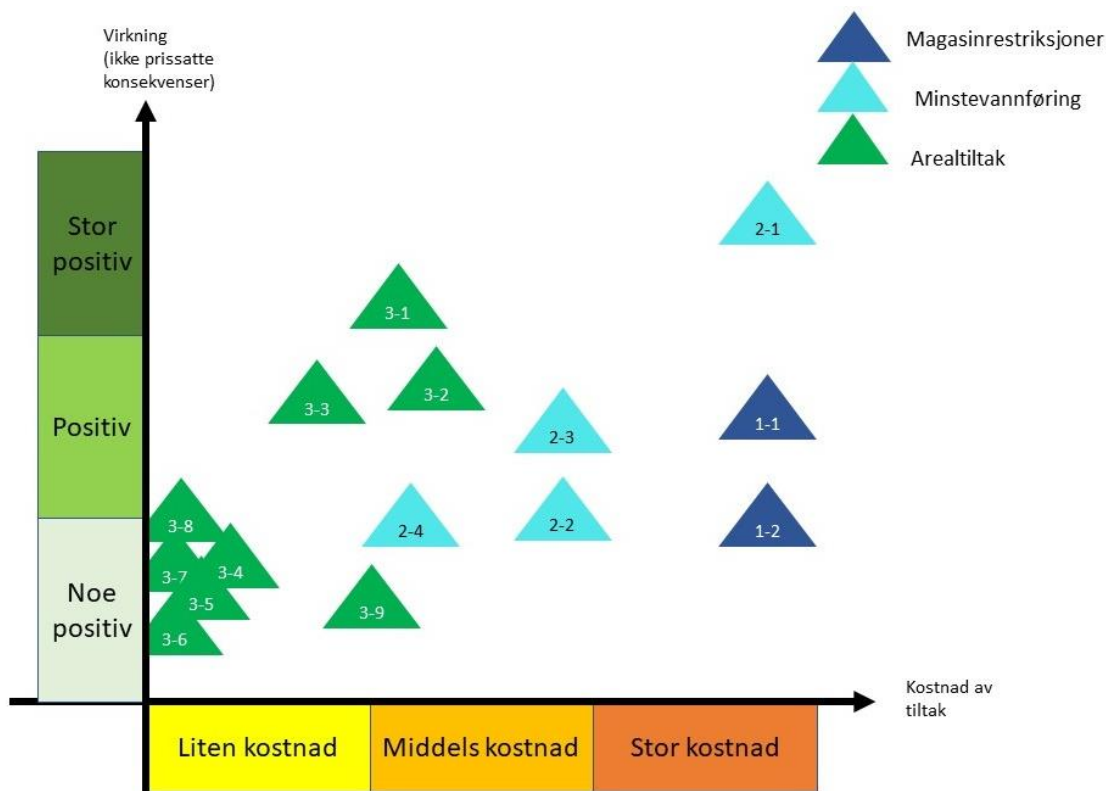 Virkning
(ikke prissatte
konsekvenser)
Magasinrestriksjoner
Minstevannføring
Arealtiltak
Stor
positiv
Positiv
Noe
positiv
2-1
3-1
3-2
3-3
2-3
1-1
3-8
2-4
2-2
1-2
3-7
3-4
3-5
3-9
3-6
Kostnad av
tiltak
Liten kostnad
Middels kostnad
Stor kostnad